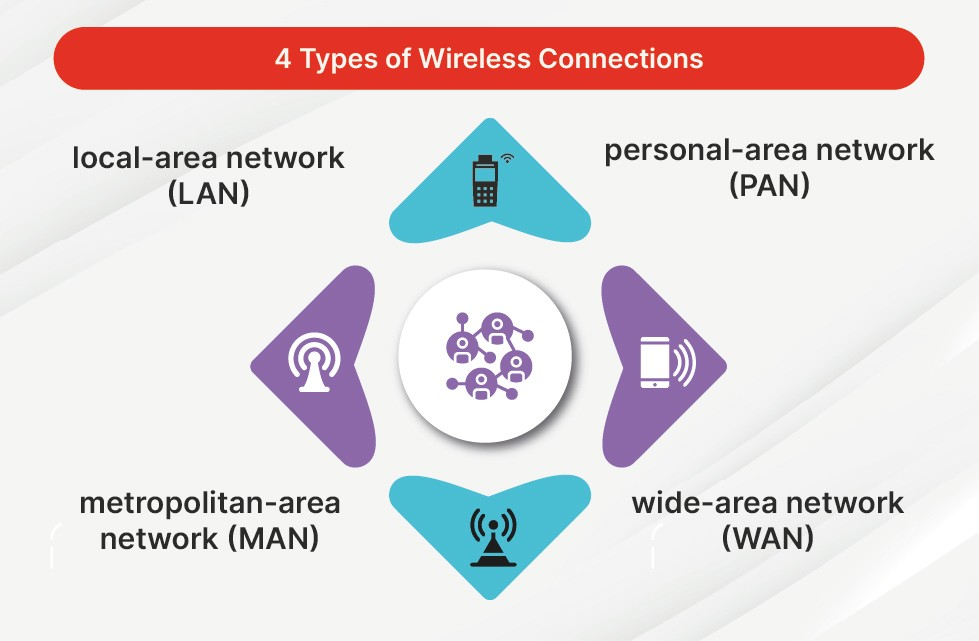 4 Types of Wireless Connections
local-area network
(LAN)
personal-area network
(PAN)
metropolitan-area
network (MAN)
wide-area network
(WAN)